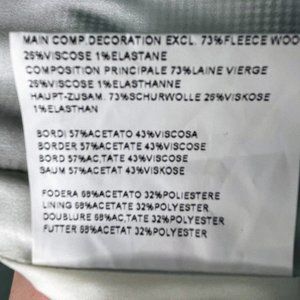 MAIN COMP.DECORATION EXCL. 73%FLEECE WOO
26%VISCOSE 1%ELASTANE
COMPOSITION PRINCIPALE 73%LAINE VIERGE
26%VISCOSE 1%ELASTHANNE
HAUPT-ZUSAM. 73%SCHURWOLLE 26%VISKOSE
1%ELASTHAN
BORDI 57%ACETATO 43%VISCOSA
BORDER 57%ACETATE 43%VISCOSE
BORD 57%AC,TATE 43%VISCOSE
SAUM 57%ACETAT 43%VISKOSE
FODERA 68%ACETATO 32%POLIESTERE
LINING 68%ACETATE 32%POLYESTER
DOUBLURE 68%AC,TATE 32%POLYESTER
FUTTER 68%ACETAT 32%POLYESTER